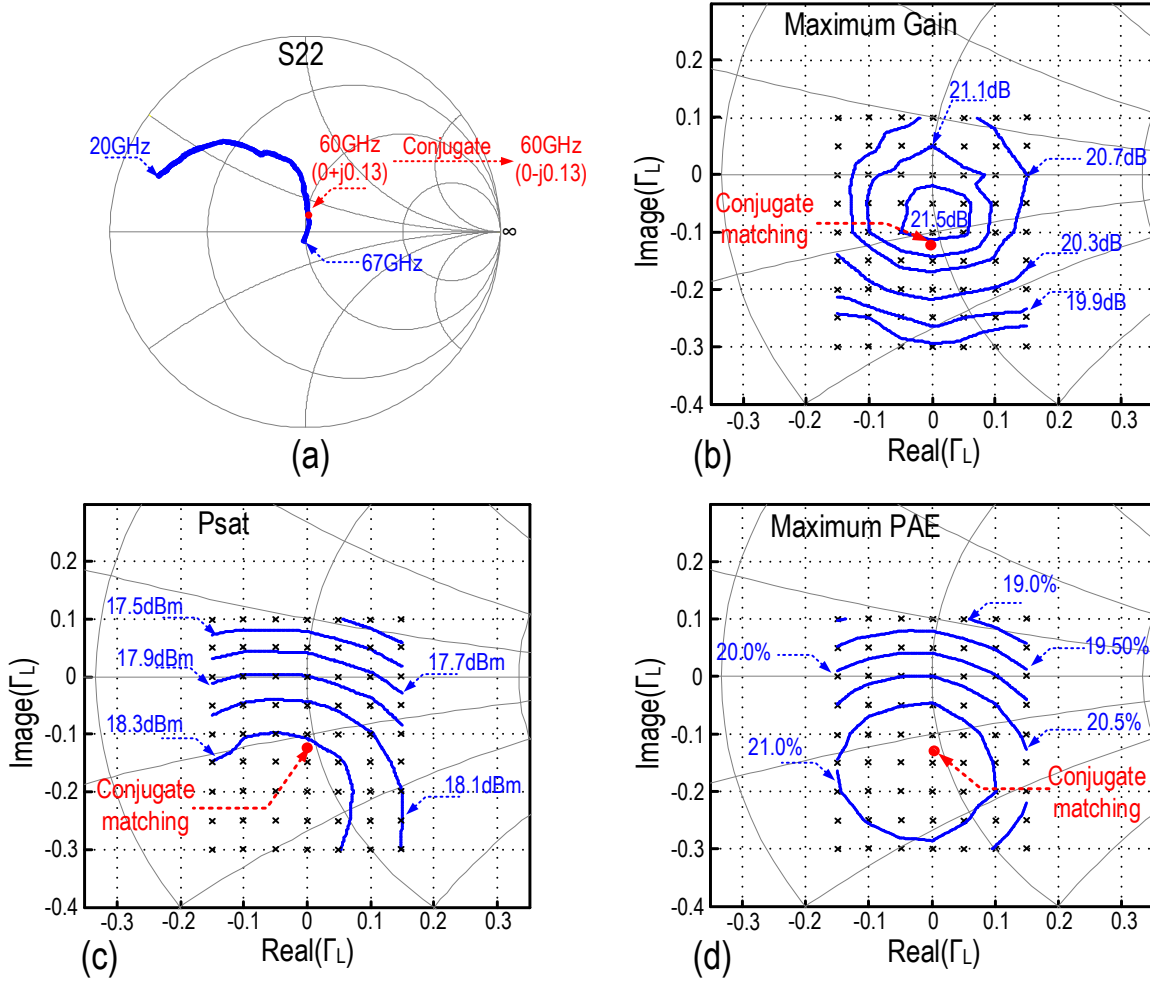 S22
20GHz
60GHz
(0+j0.13)
Conjugate
60GHz
(0-j0.13)
∞
67GHz
(a)
Maximum Gain
0.2
0.1
0
-0.1
-0.2
-0.3
-0.4
Image(ΓL)
21.1dB
20.7dB
Conjugate
matching
21.5dB
20.3dB
19.9dB
-0.3 -0.2 -0.1 0 0.1 0.2 0.3
(b) Real(ΓL)
Psat
0.2
0.1
0
-0.1
-0.2
-0.3
-0.4
Image(ΓL)
17.5dBm
17.9dBm
17.7dBm
18.3dBm
Conjugate
matching
18.1dBm
-0.3 -0.2 -0.1 0 0.1 0.2 0.3
(c) Real(ΓL)
Maximum PAE
0.2
0.1
0
-0.1
-0.2
-0.3
-0.4
Image(ΓL)
19.0%
20.0%
19.50%
21.0%
20.5%
Conjugate
matching
-0.3 -0.2 -0.1 0 0.1 0.2 0.3
(d) Real(ΓL)